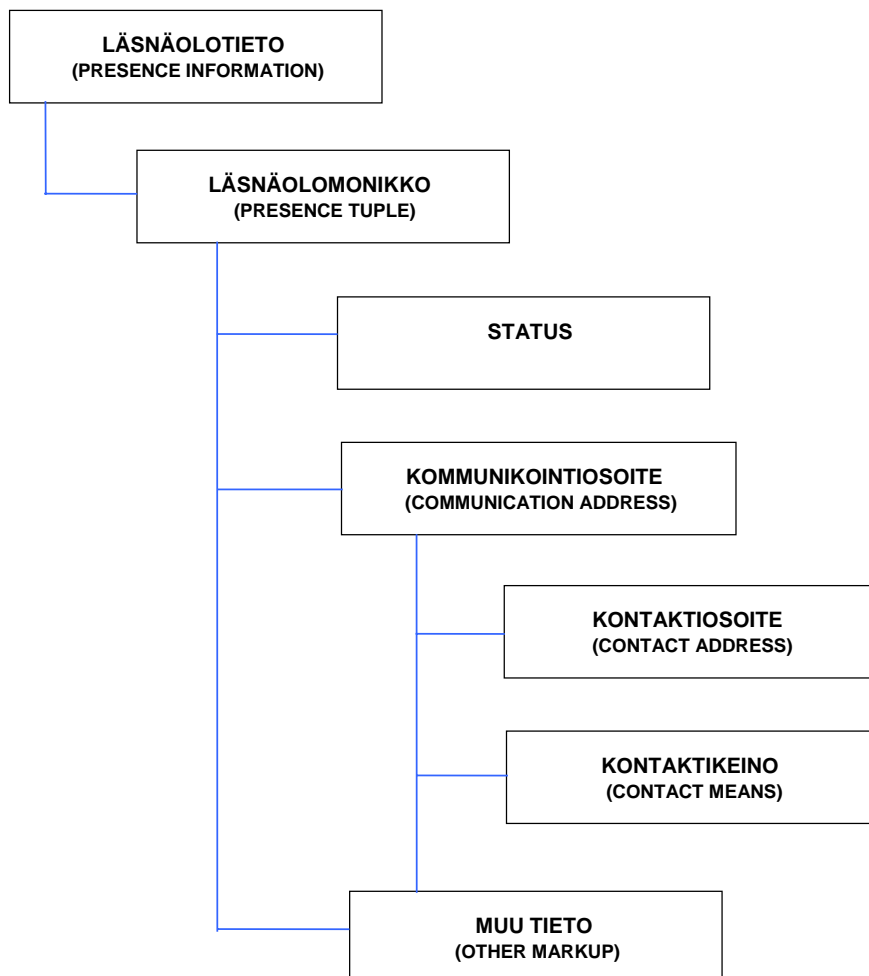 LÄSNÄOLOTIETO
(PRESENCE INFORMATION)
LÄSNÄOLOMONIKKO
(PRESENCE TUPLE)
STATUS
KOMMUNIKOINTIOSOITE
(COMMUNICATION ADDRESS)
KONTAKTIOSOITE
(CONTACT ADDRESS)
KONTAKTIKEINO
(CONTACT MEANS)
MUU TIETO
(OTHER MARKUP)